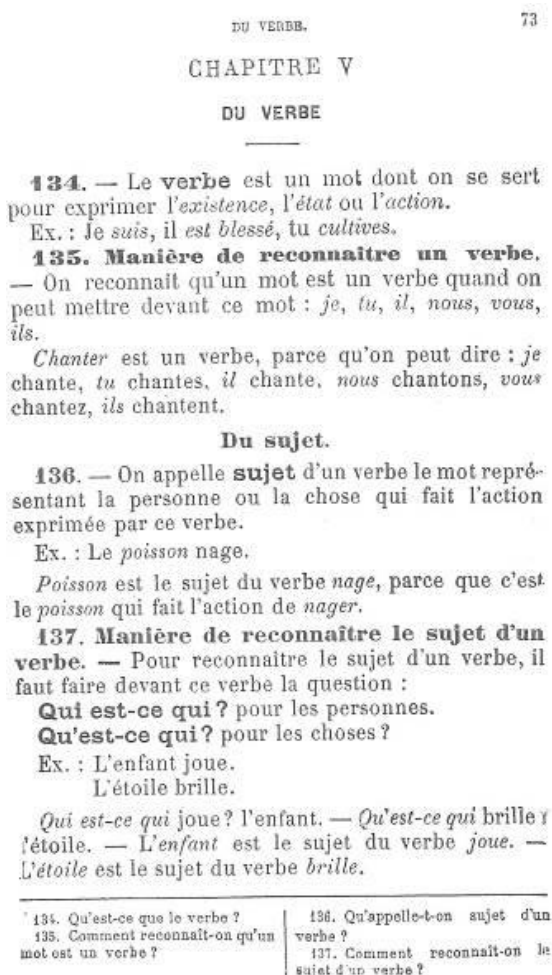 DU VERBE.
73
CHAPITRE V
DU VERBE
134. — Le verbe est un mot dont on se sert
pour exprimer l'existence, l'état ou l'action.
Ex. : Je suis, il est blessé, tu cultives.
135. Manière de reconnaître un verbe.
— On reconnaît qu'un mot est un verbe quand on
peut mettre devant ce mot : je, tu, il, nous, vous,
ils.
Chanter est un verbe, parce qu'on peut dire : je
chante, tu chantes, il chante, nous chantons, vous
chantez, ils chantent.
Du sujet.
136. — On appelle sujet d'un verbe le mot repré-
sentant la personne ou la chose qui fait l'action
exprimée par ce verbe.
Ex. : Le poisson nage.
Poisson est le sujet du verbe nage, parce que c'est
le poisson qui fait l'action de nager.
137. Manière de reconnaître le sujet d'un
verbe. — Pour reconnaître le sujet d'un verbe, il
faut faire devant ce verbe la question :
Qui est-ce qui ? pour les personnes.
Qu'est-ce qui ? pour les choses ?
Ex. : L'enfant joue.
L'étoile brille.
Qui est-ce qui joue ? l'enfant. — Qu'est-ce qui brille ?
l'étoile. — L'enfant est le sujet du verbe joue. —
L'étoile est le sujet du verbe brille.
134. Qu'est-ce que le verbe ?
135. Comment reconnaît-on qu'un
mot est un verbe ?
136. Qu'appelle-t-on sujet d'un
verbe ?
137. Comment reconnaît-on le
sujet d'un verbe ?